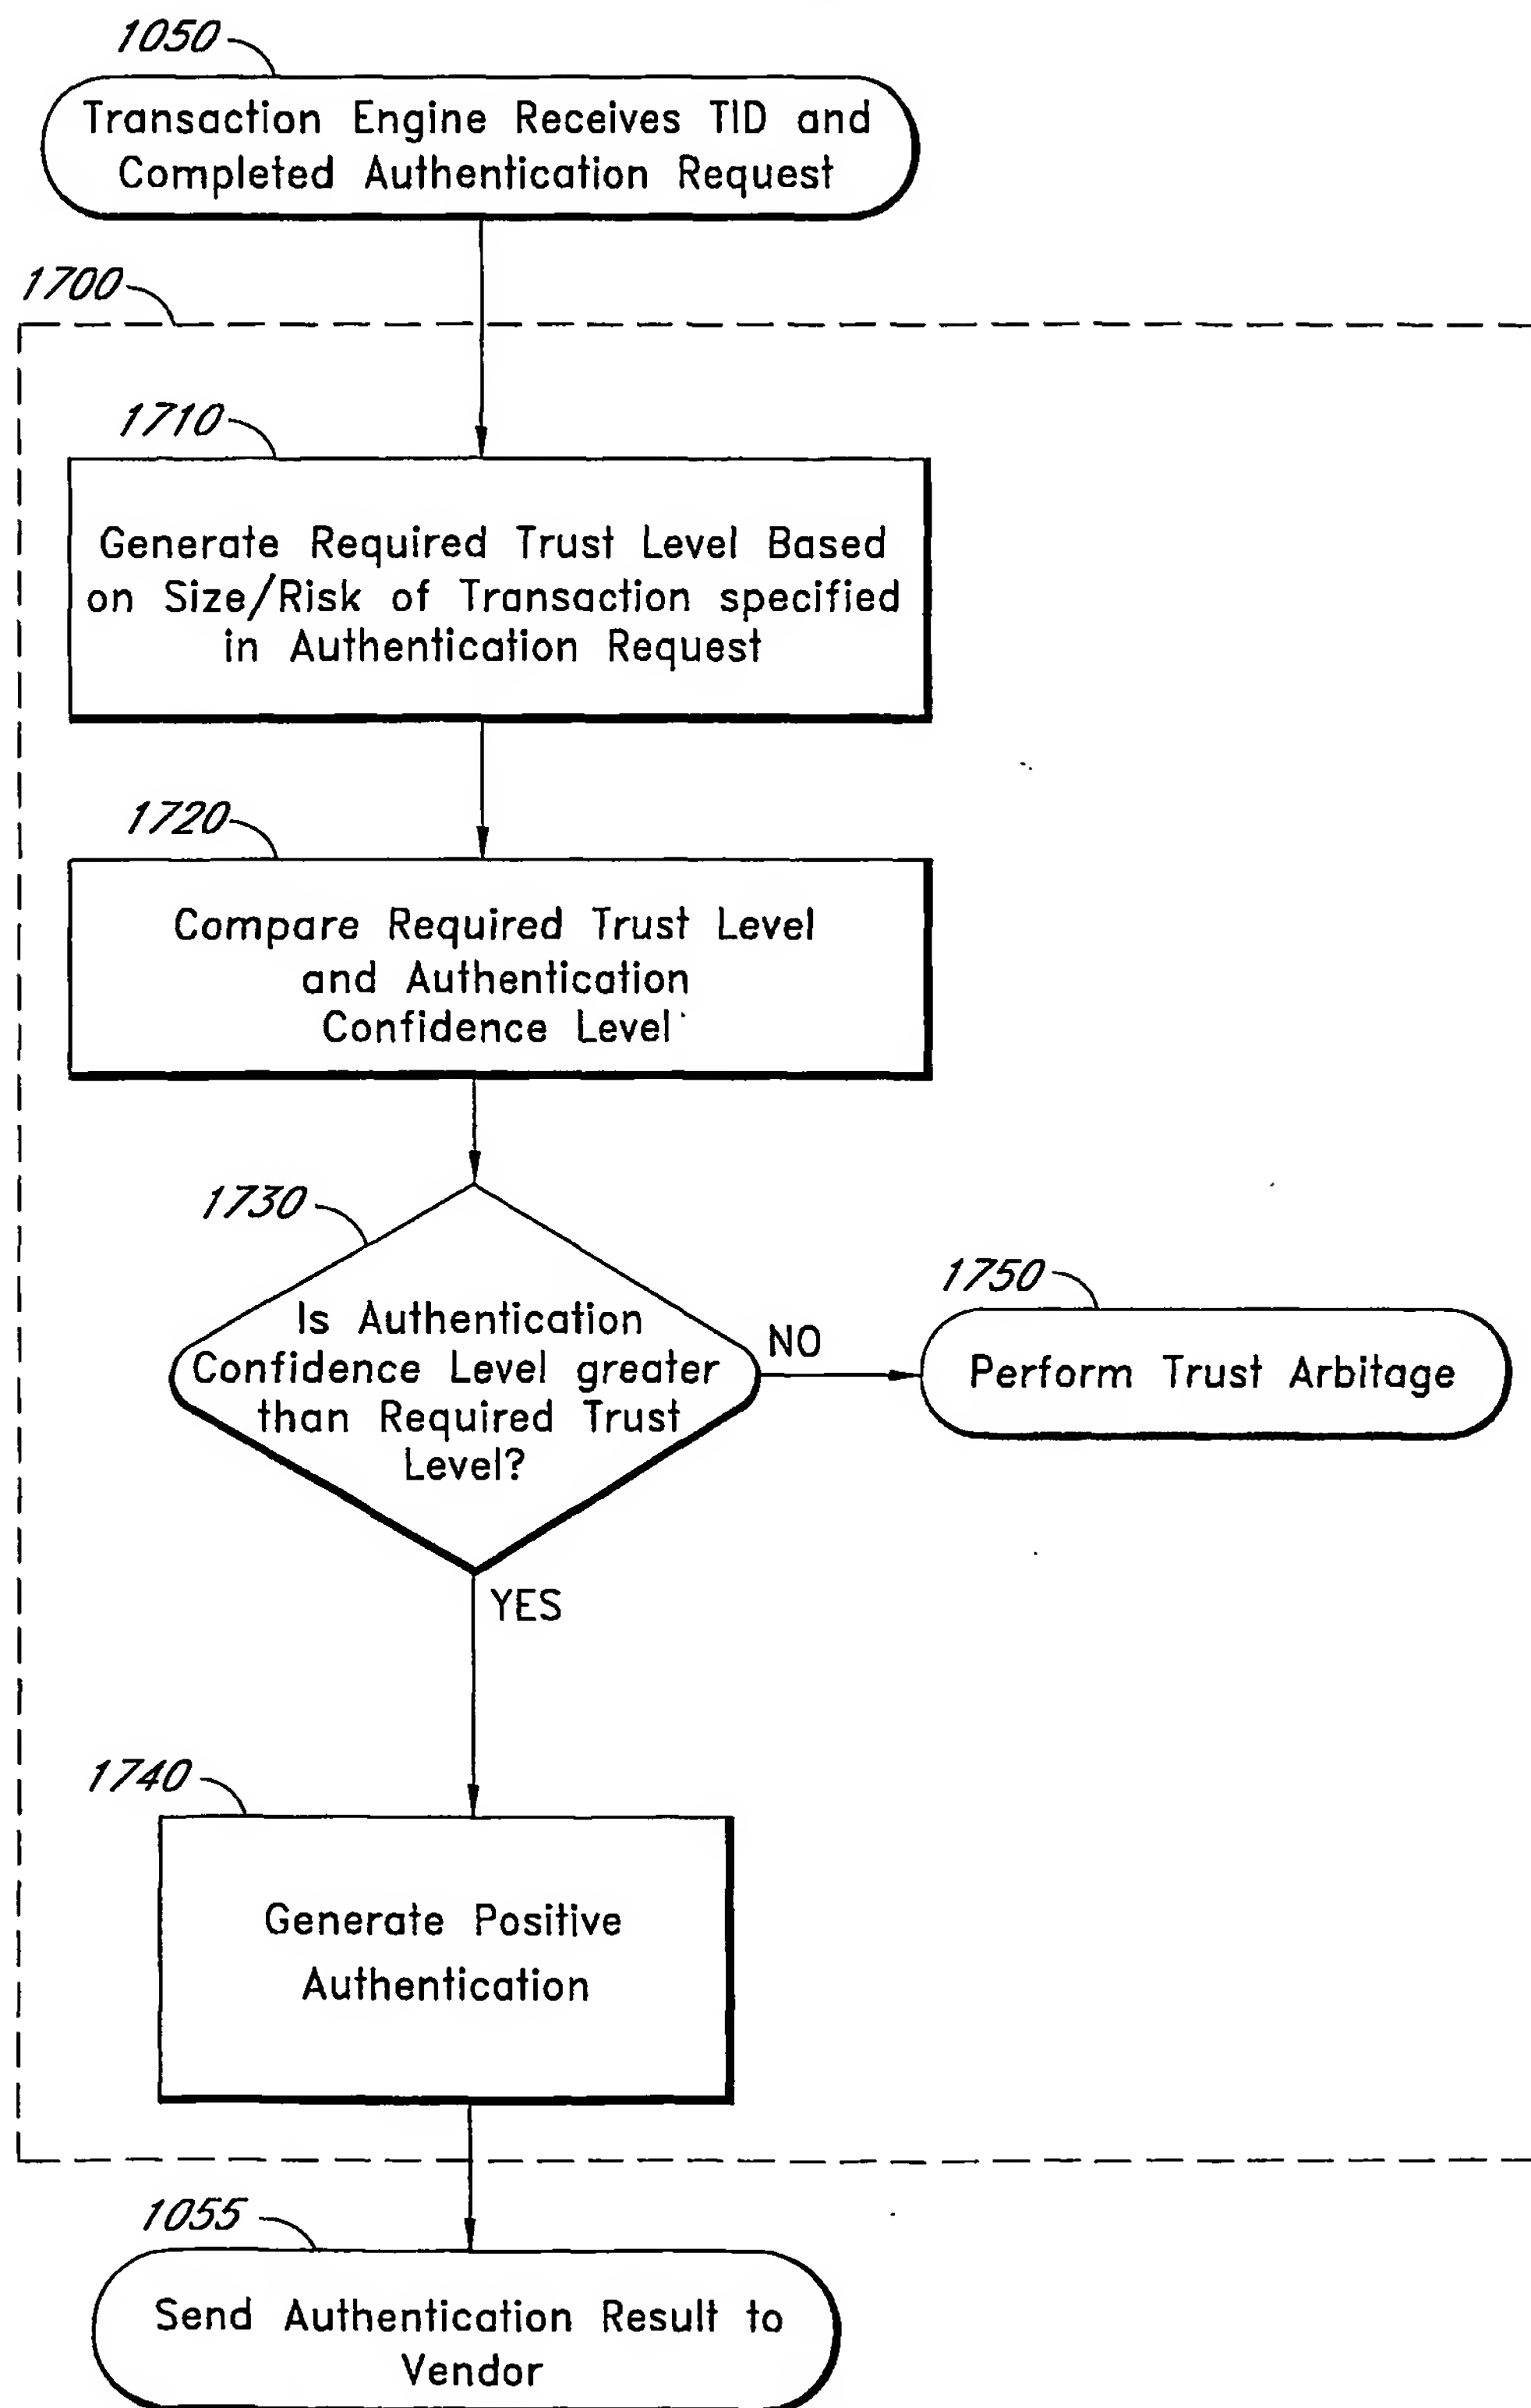 1050
Transaction Engine Receives TID and
Completed Authentication Request
1700
1710
Generate Required Trust Level Based
on Size/Risk of Transaction specified
in Authentication Request
1720
Compare Required Trust Level
and Authentication
Confidence Level
1730
Is Authentication
Confidence Level greater
than Required Trust
Level?
NO
1750
Perform Trust Arbitage
YES
1740
Generate Positive
Authentication
1055
Send Authentication Result to
Vendor